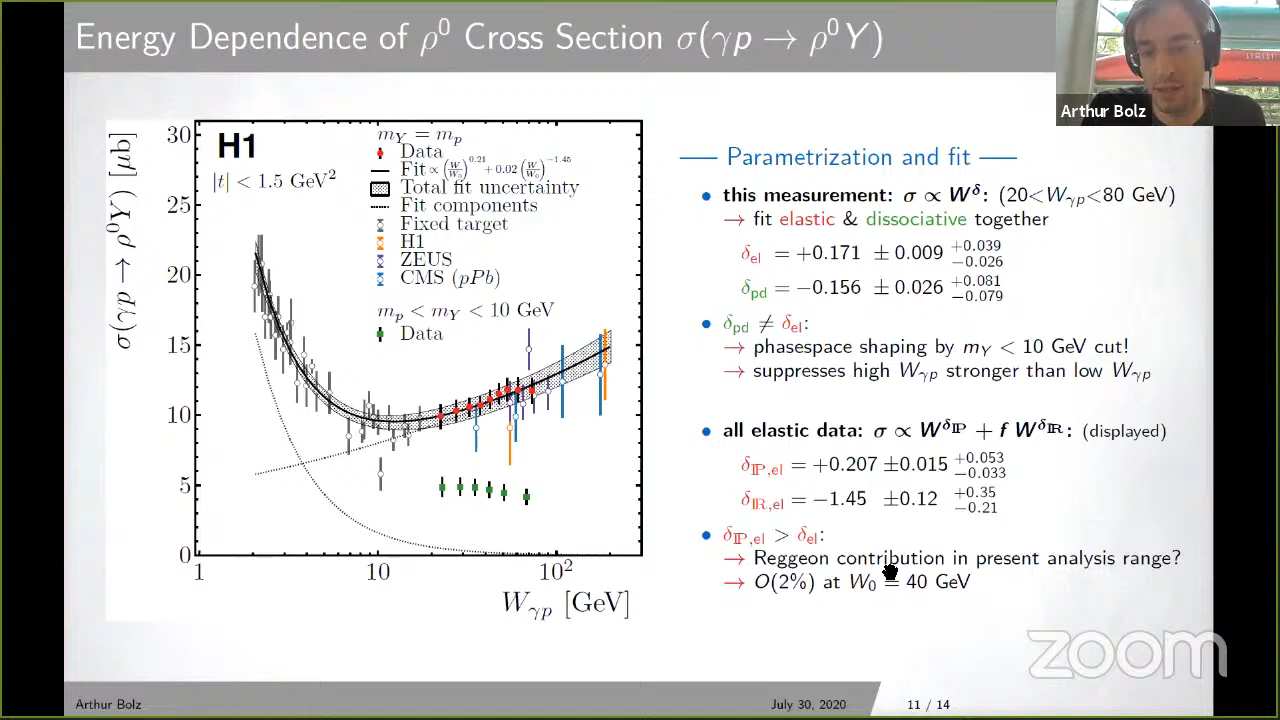 Energy Dependence of ρ⁰ Cross Section σ(γp → ρ⁰Y)
Arthur Bolz
H1
|t| < 1.5 GeV²
m_Y = m_p
Data
Fit ∝ (W/W₀)^0.21 + 0.02 (W/W₀)^−1.45
Total fit uncertainty
Fit components
Fixed target
H1
ZEUS
CMS (pPb)
m_p < m_Y < 10 GeV
Data
σ(γp → ρ⁰Y) [μb]
30
25
20
15
10
5
0
1
10
10²
W_γp [GeV]
Parametrization and fit
• this measurement: σ ∝ W^δ: (20<W_γp<80 GeV)
→ fit elastic & dissociative together
δ_el = +0.171 ± 0.009 +0.039 −0.026
δ_pd = −0.156 ± 0.026 +0.081 −0.079
• δ_pd ≠ δ_el:
→ phasespace shaping by m_Y < 10 GeV cut!
→ suppresses high W_γp stronger than low W_γp
• all elastic data: σ ∝ W^δ_ℙ + f W^δ_ℝ: (displayed)
δ_ℙ,el = +0.207 ±0.015 +0.053 −0.033
δ_ℝ,el = −1.45 ±0.12 +0.35 −0.21
• δ_ℙ,el > δ_el:
→ Reggeon contribution in present analysis range?
→ O(2%) at W₀ = 40 GeV
zoom
Arthur Bolz
July 30, 2020
11 / 14